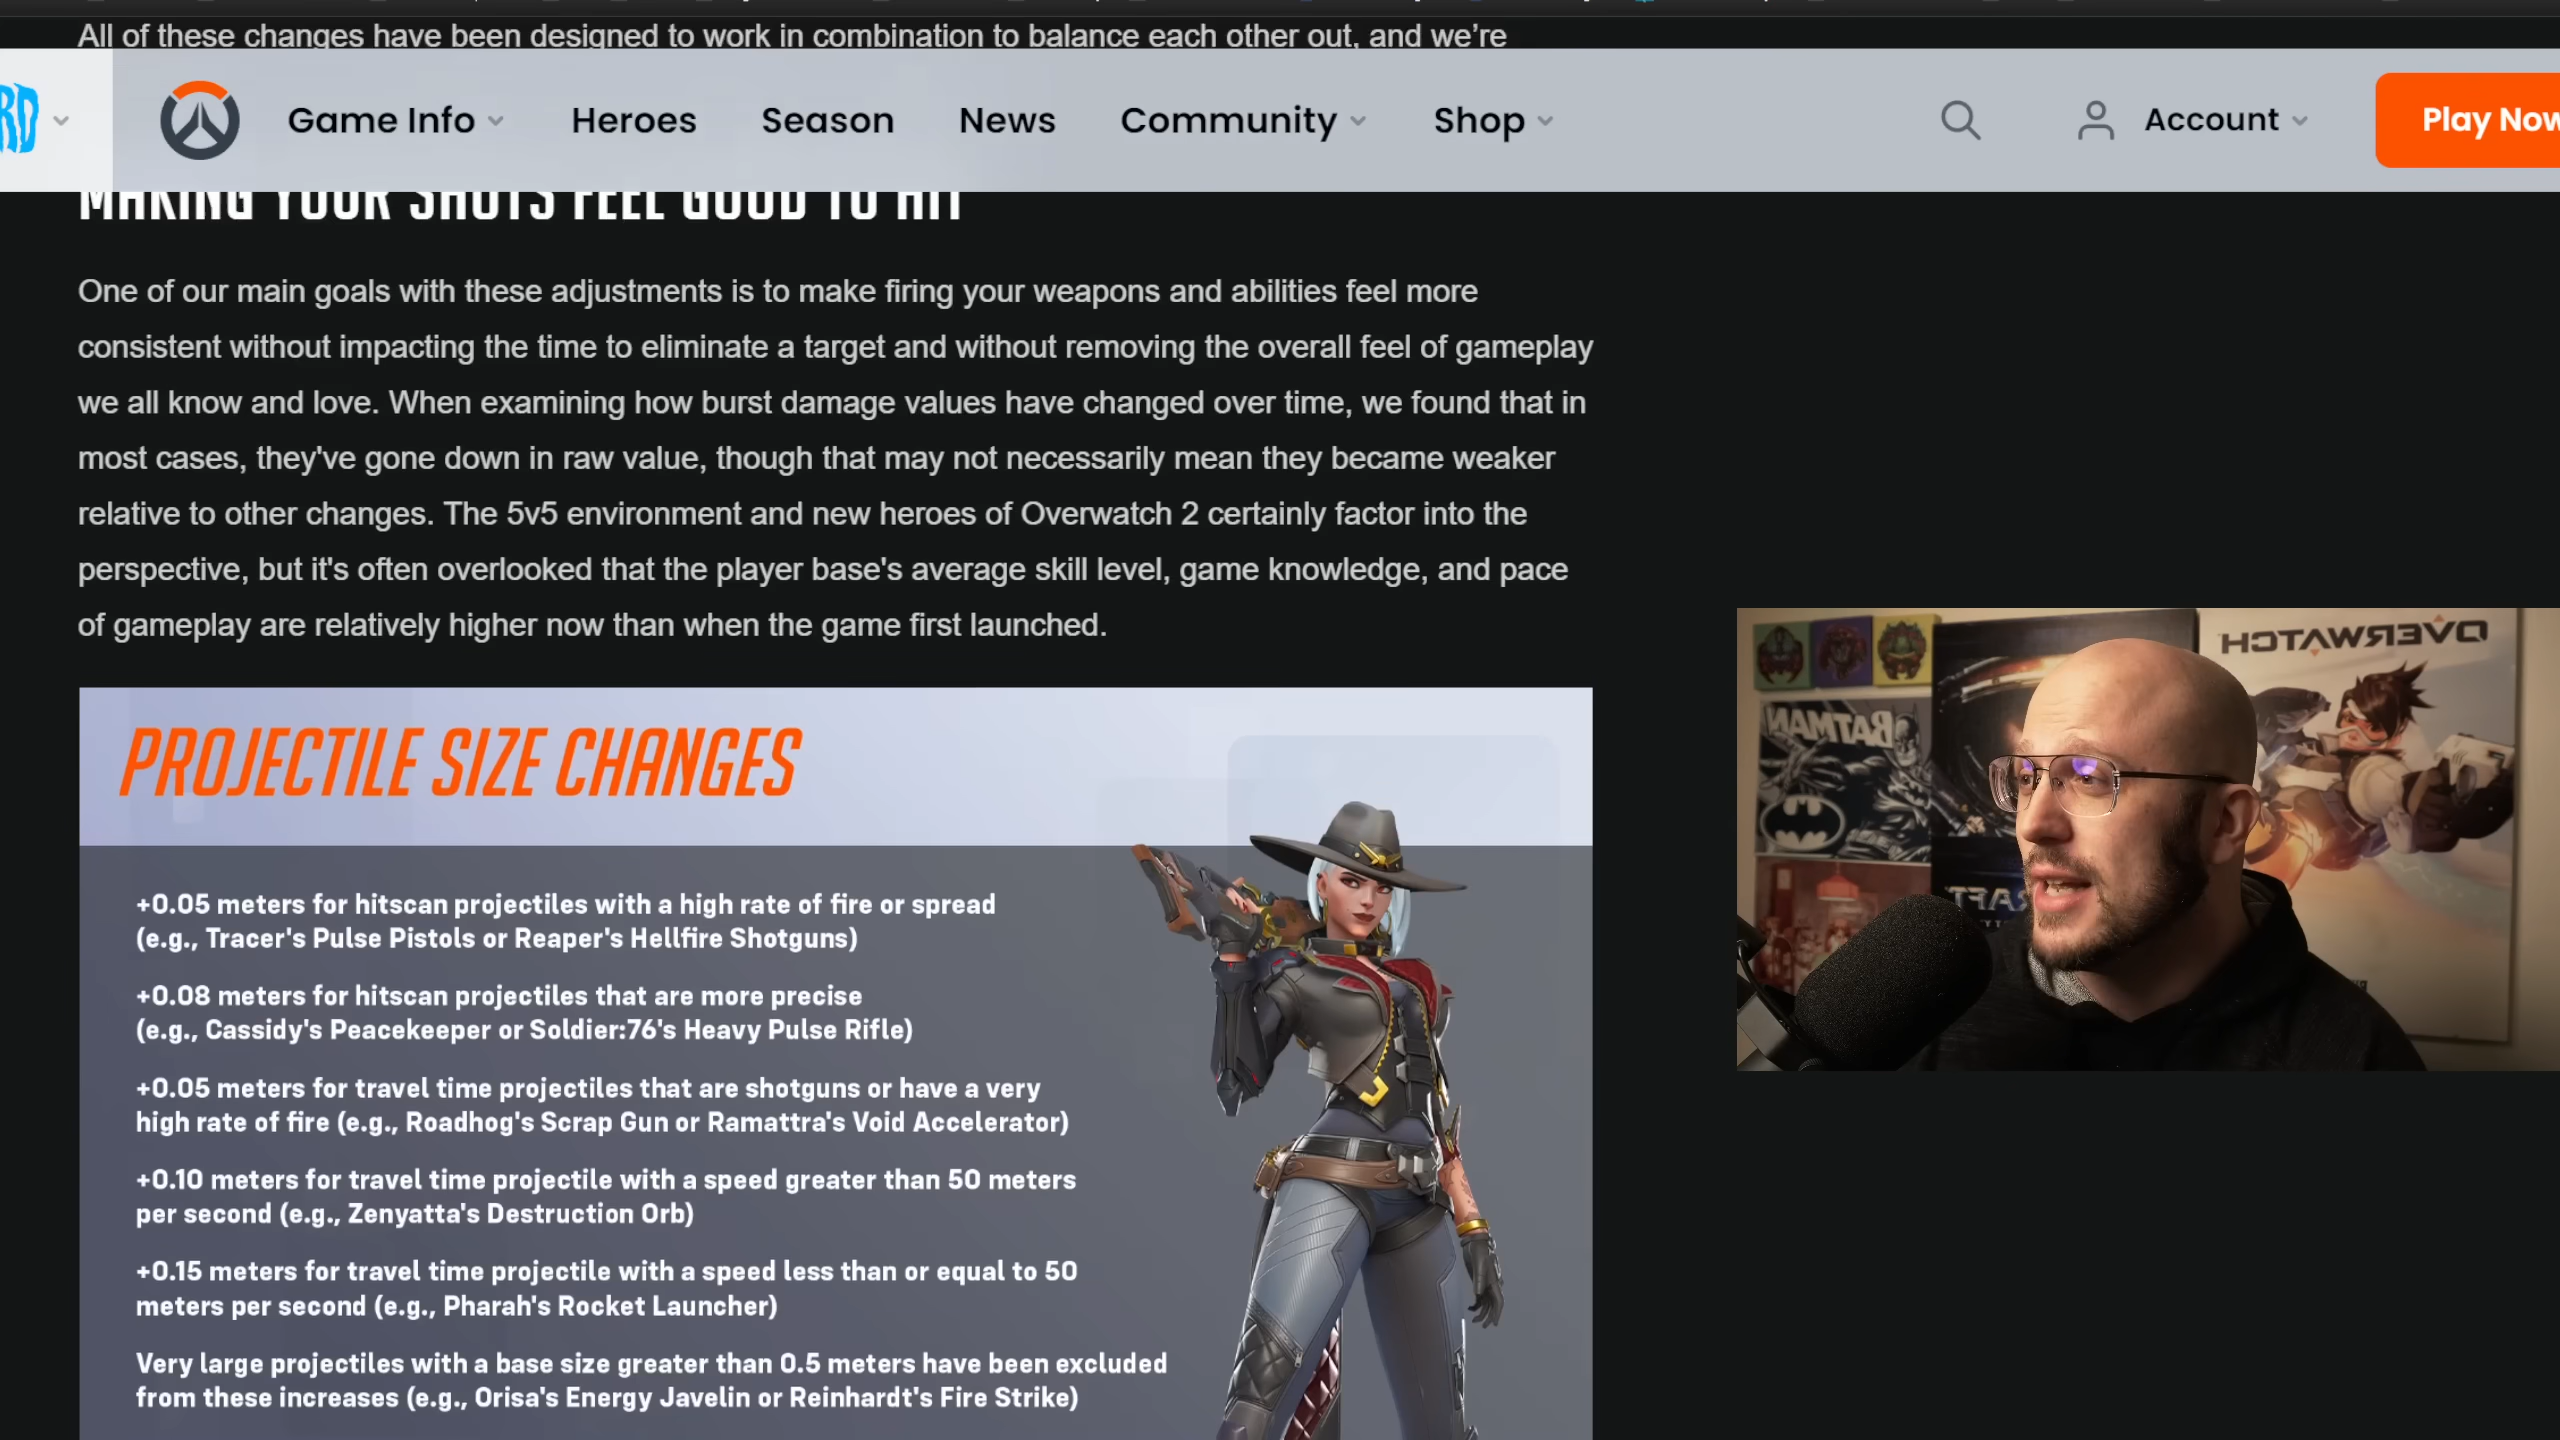 All of these changes have been designed to work in combination to balance each other out, and we're
RD
Game Info
Heroes
Season
News
Community
Shop
Account
Play Now
MAKING YOUR SHOTS FEEL GOOD TO HIT
One of our main goals with these adjustments is to make firing your weapons and abilities feel more
consistent without impacting the time to eliminate a target and without removing the overall feel of gameplay
we all know and love. When examining how burst damage values have changed over time, we found that in
most cases, they've gone down in raw value, though that may not necessarily mean they became weaker
relative to other changes. The 5v5 environment and new heroes of Overwatch 2 certainly factor into the
perspective, but it's often overlooked that the player base's average skill level, game knowledge, and pace
of gameplay are relatively higher now than when the game first launched.
PROJECTILE SIZE CHANGES
+0.05 meters for hitscan projectiles with a high rate of fire or spread
(e.g., Tracer's Pulse Pistols or Reaper's Hellfire Shotguns)
+0.08 meters for hitscan projectiles that are more precise
(e.g., Cassidy's Peacekeeper or Soldier:76's Heavy Pulse Rifle)
+0.05 meters for travel time projectiles that are shotguns or have a very
high rate of fire (e.g., Roadhog's Scrap Gun or Ramattra's Void Accelerator)
+0.10 meters for travel time projectile with a speed greater than 50 meters
per second (e.g., Zenyatta's Destruction Orb)
+0.15 meters for travel time projectile with a speed less than or equal to 50
meters per second (e.g., Pharah's Rocket Launcher)
Very large projectiles with a base size greater than 0.5 meters have been excluded
from these increases (e.g., Orisa's Energy Javelin or Reinhardt's Fire Strike)
OVERWATCH
BATMAN